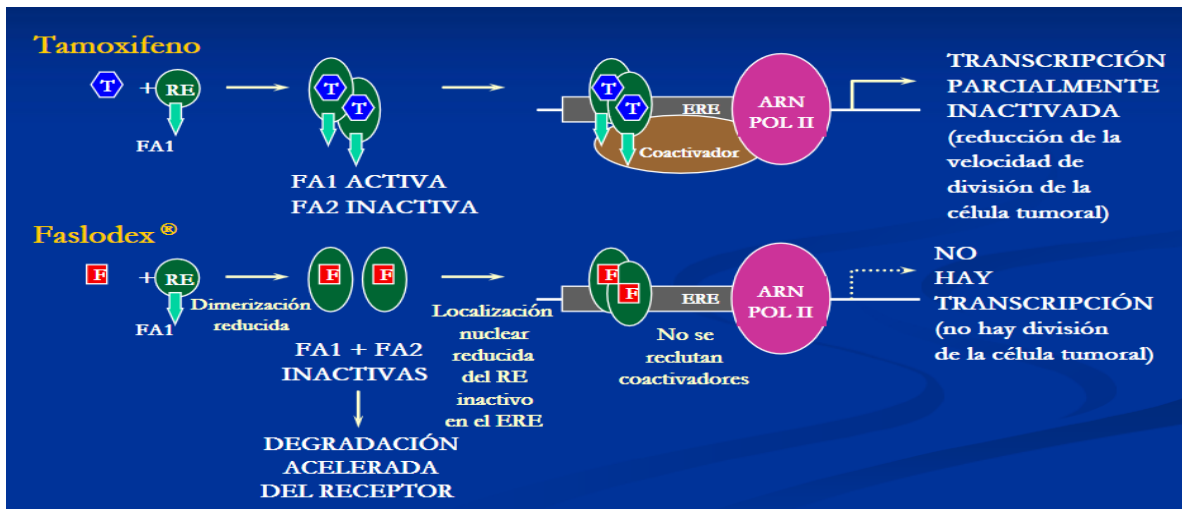 Tamoxifeno
T
+
RE
FA1
T
T
FA1 ACTIVA
FA2 INACTIVA
T
T
ERE
Coactivador
ARN
POL II
TRANSCRIPCIÓN
PARCIALMENTE
INACTIVADA
(reducción de la
velocidad de
división de la
célula tumoral)
Faslodex ®
F
+
RE
FA1
Dimerización
reducida
F
F
FA1 + FA2
INACTIVAS
DEGRADACIÓN
ACELERADA
DEL RECEPTOR
Localización
nuclear
reducida
del RE
inactivo
en el ERE
F
F
ERE
No se
reclutan
coactivadores
ARN
POL II
NO
HAY
TRANSCRIPCIÓN
(no hay división
de la célula tumoral)